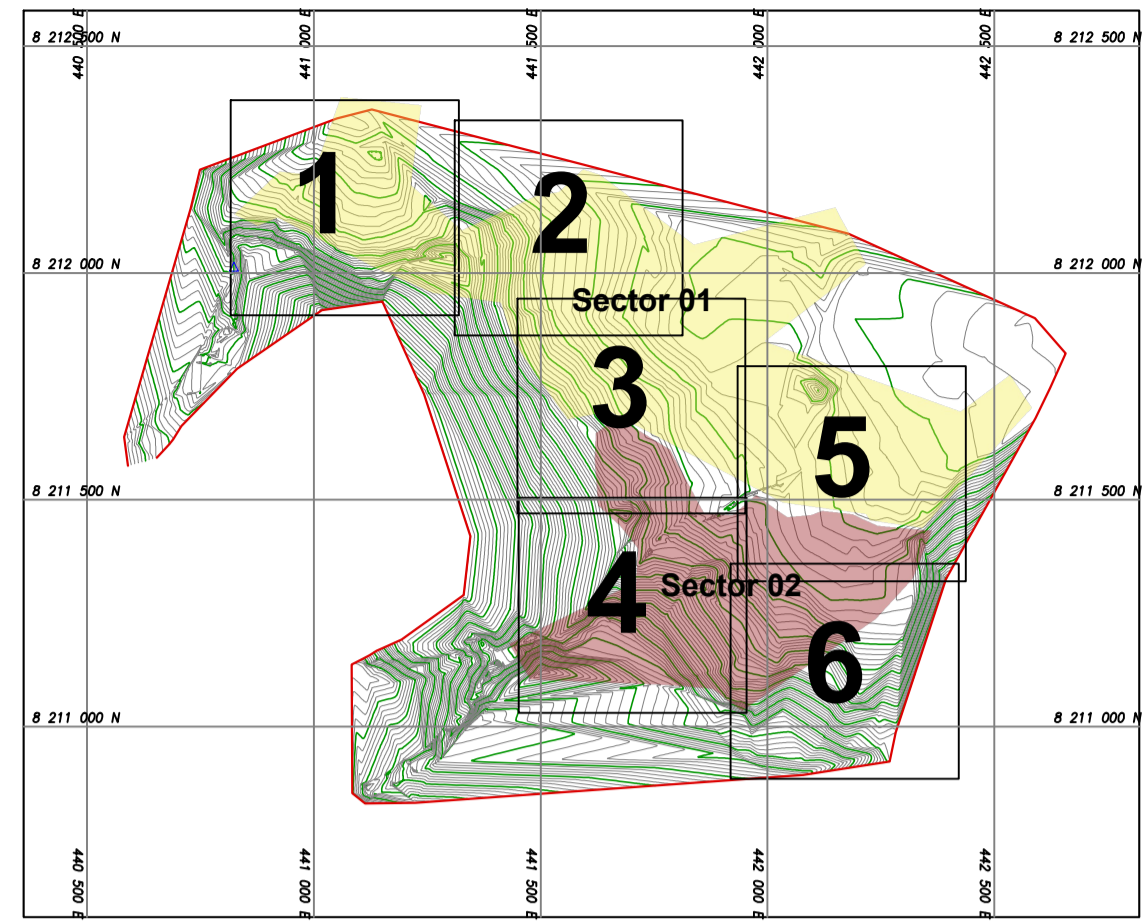 440 500 E
441 000 E
441 500 E
442 000 E
442 500 E
8 212 500 N
8 212 500 N
1
2
8 212 000 N
8 212 000 N
Sector 01
3
5
8 211 500 N
8 211 500 N
4
Sector 02
6
8 211 000 N
8 211 000 N
440 500 E
441 000 E
441 500 E
442 000 E
442 500 E